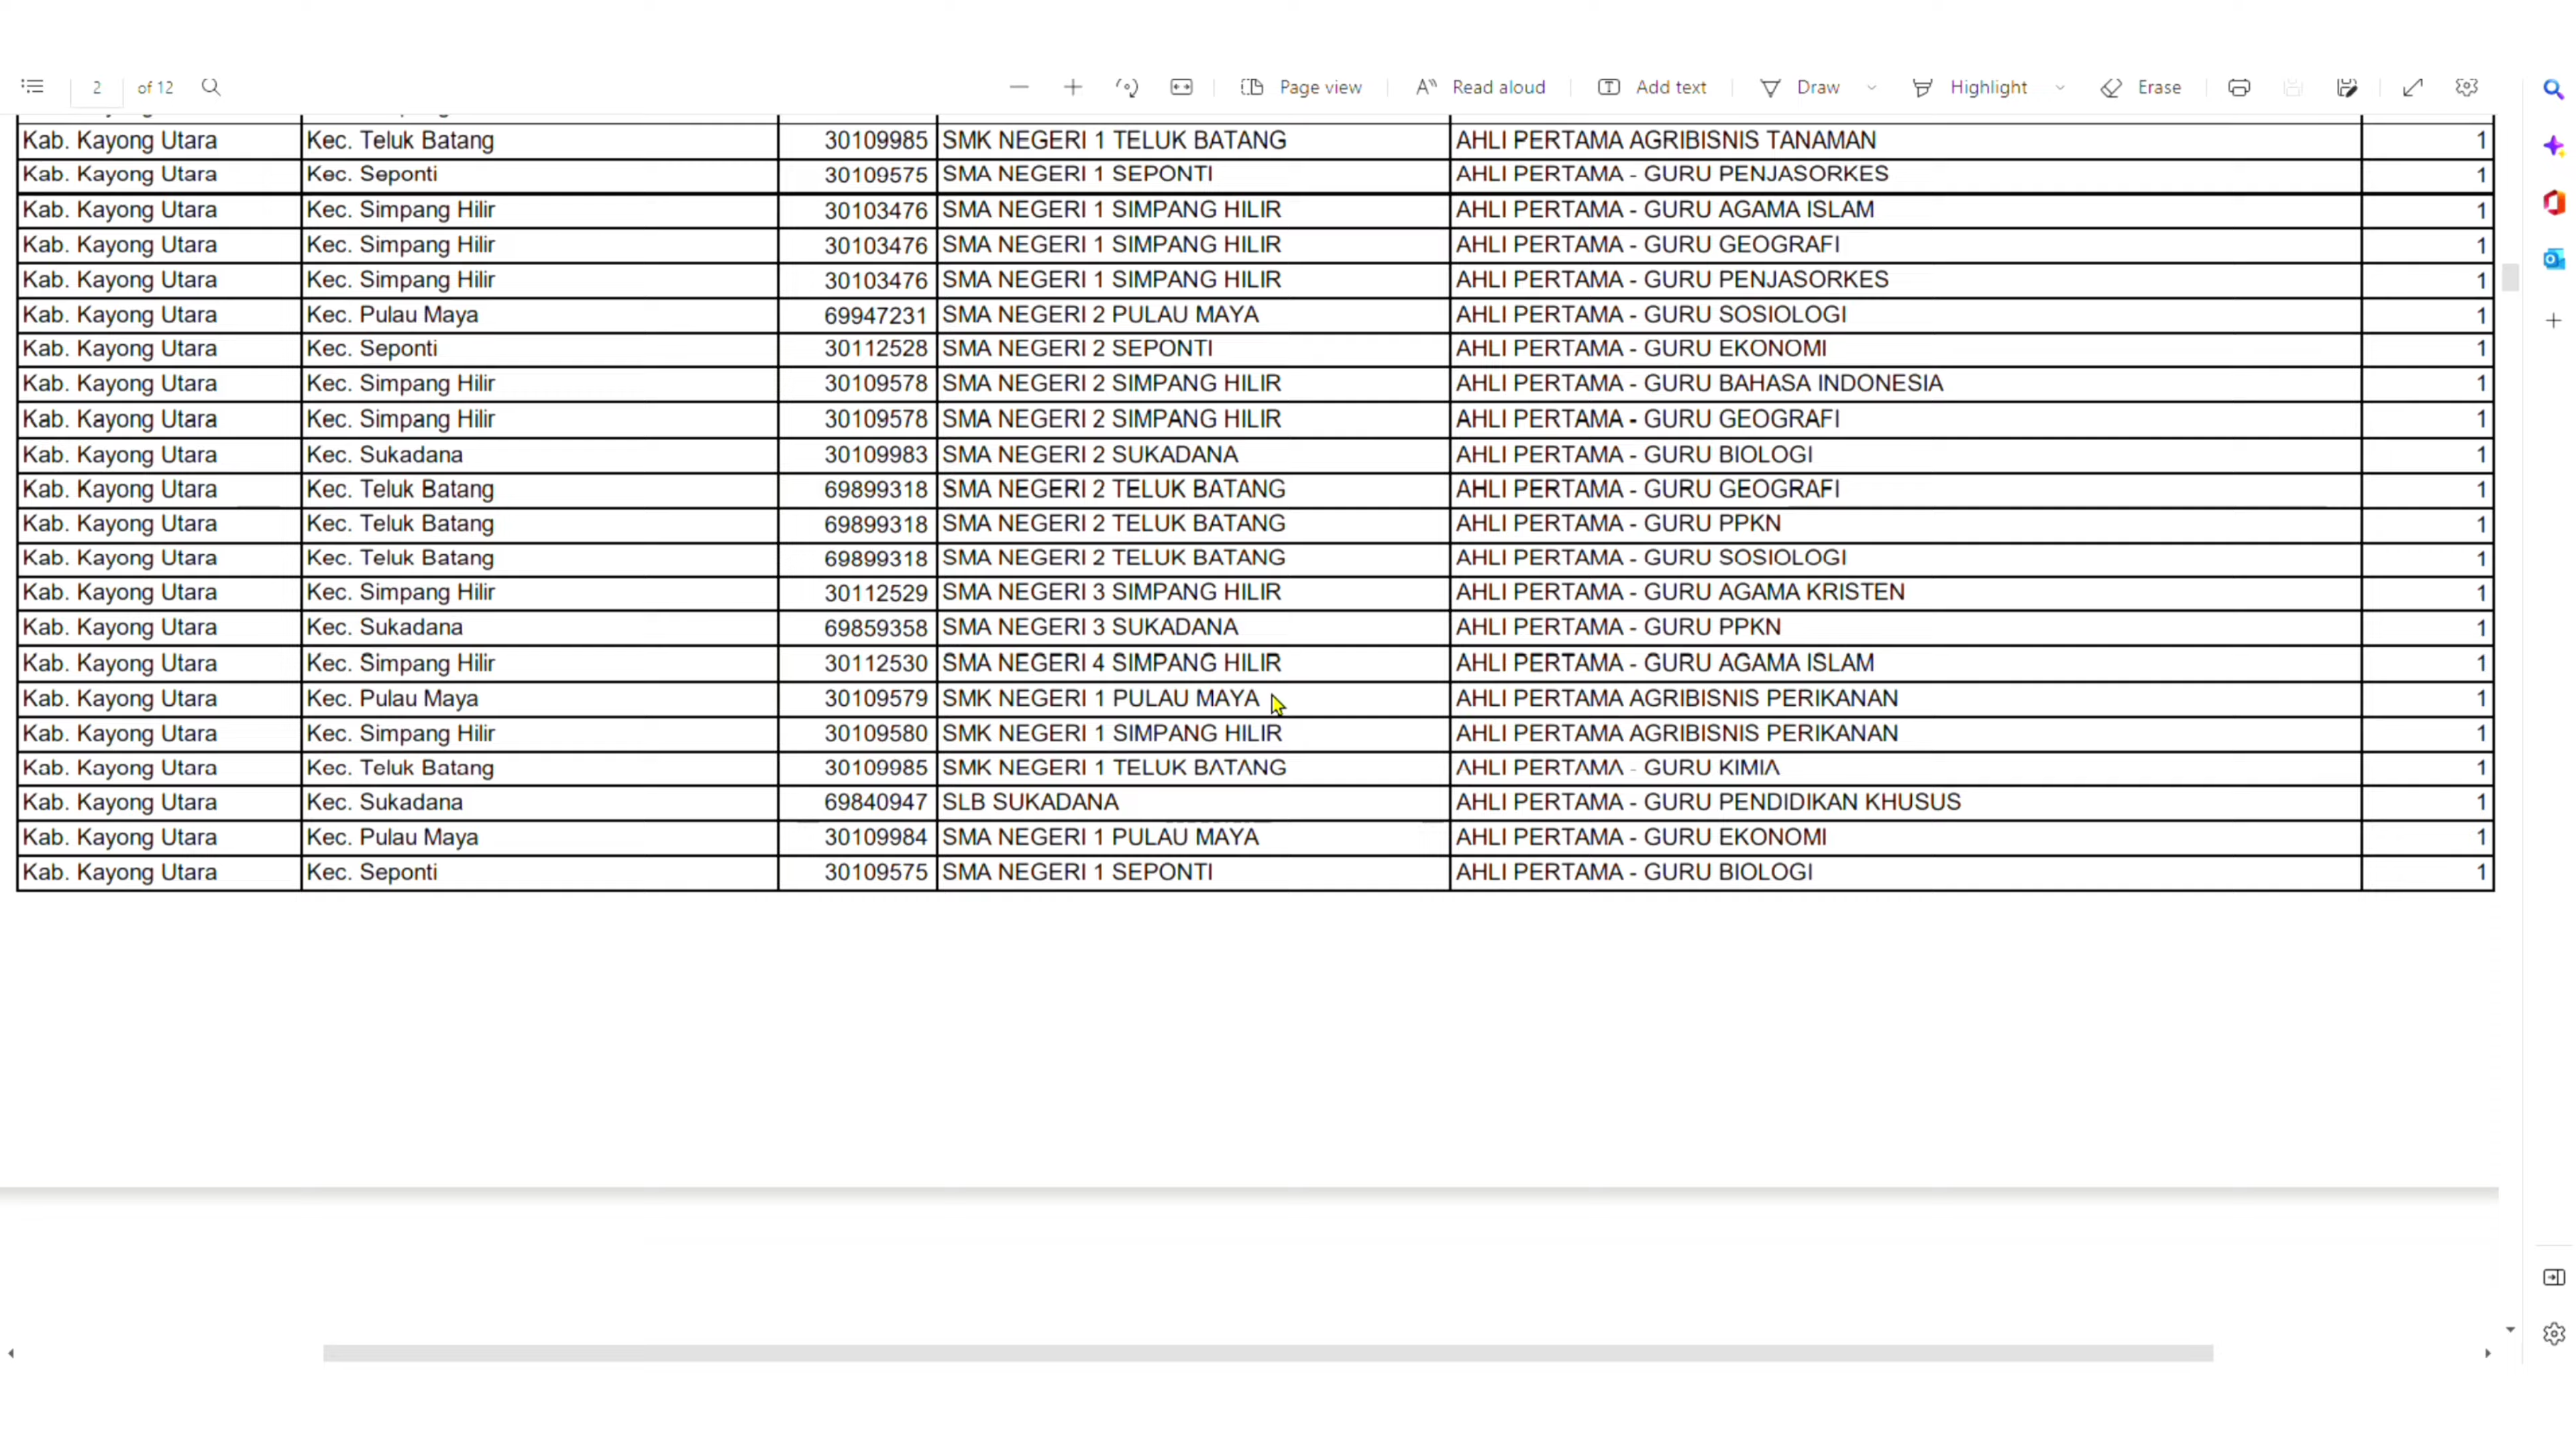 2 of 12 Page view Read aloud Add text Draw Highlight Erase
Kab. Kayong Utara Kec. Teluk Batang 30109985 SMK NEGERI 1 TELUK BATANG AHLI PERTAMA AGRIBISNIS TANAMAN 1
Kab. Kayong Utara Kec. Seponti 30109575 SMA NEGERI 1 SEPONTI AHLI PERTAMA - GURU PENJASORKES 1
Kab. Kayong Utara Kec. Simpang Hilir 30103476 SMA NEGERI 1 SIMPANG HILIR AHLI PERTAMA - GURU AGAMA ISLAM 1
Kab. Kayong Utara Kec. Simpang Hilir 30103476 SMA NEGERI 1 SIMPANG HILIR AHLI PERTAMA - GURU GEOGRAFI 1
Kab. Kayong Utara Kec. Simpang Hilir 30103476 SMA NEGERI 1 SIMPANG HILIR AHLI PERTAMA - GURU PENJASORKES 1
Kab. Kayong Utara Kec. Pulau Maya 69947231 SMA NEGERI 2 PULAU MAYA AHLI PERTAMA - GURU SOSIOLOGI 1
Kab. Kayong Utara Kec. Seponti 30112528 SMA NEGERI 2 SEPONTI AHLI PERTAMA - GURU EKONOMI 1
Kab. Kayong Utara Kec. Simpang Hilir 30109578 SMA NEGERI 2 SIMPANG HILIR AHLI PERTAMA - GURU BAHASA INDONESIA 1
Kab. Kayong Utara Kec. Simpang Hilir 30109578 SMA NEGERI 2 SIMPANG HILIR AHLI PERTAMA - GURU GEOGRAFI 1
Kab. Kayong Utara Kec. Sukadana 30109983 SMA NEGERI 2 SUKADANA AHLI PERTAMA - GURU BIOLOGI 1
Kab. Kayong Utara Kec. Teluk Batang 69899318 SMA NEGERI 2 TELUK BATANG AHLI PERTAMA - GURU GEOGRAFI 1
Kab. Kayong Utara Kec. Teluk Batang 69899318 SMA NEGERI 2 TELUK BATANG AHLI PERTAMA - GURU PPKN 1
Kab. Kayong Utara Kec. Teluk Batang 69899318 SMA NEGERI 2 TELUK BATANG AHLI PERTAMA - GURU SOSIOLOGI 1
Kab. Kayong Utara Kec. Simpang Hilir 30112529 SMA NEGERI 3 SIMPANG HILIR AHLI PERTAMA - GURU AGAMA KRISTEN 1
Kab. Kayong Utara Kec. Sukadana 69859358 SMA NEGERI 3 SUKADANA AHLI PERTAMA - GURU PPKN 1
Kab. Kayong Utara Kec. Simpang Hilir 30112530 SMA NEGERI 4 SIMPANG HILIR AHLI PERTAMA - GURU AGAMA ISLAM 1
Kab. Kayong Utara Kec. Pulau Maya 30109579 SMK NEGERI 1 PULAU MAYA AHLI PERTAMA AGRIBISNIS PERIKANAN 1
Kab. Kayong Utara Kec. Simpang Hilir 30109580 SMK NEGERI 1 SIMPANG HILIR AHLI PERTAMA AGRIBISNIS PERIKANAN 1
Kab. Kayong Utara Kec. Teluk Batang 30109985 SMK NEGERI 1 TELUK BATANG AHLI PERTAMA - GURU KIMIA 1
Kab. Kayong Utara Kec. Sukadana 69840947 SLB SUKADANA AHLI PERTAMA - GURU PENDIDIKAN KHUSUS 1
Kab. Kayong Utara Kec. Pulau Maya 30109984 SMA NEGERI 1 PULAU MAYA AHLI PERTAMA - GURU EKONOMI 1
Kab. Kayong Utara Kec. Seponti 30109575 SMA NEGERI 1 SEPONTI AHLI PERTAMA - GURU BIOLOGI 1